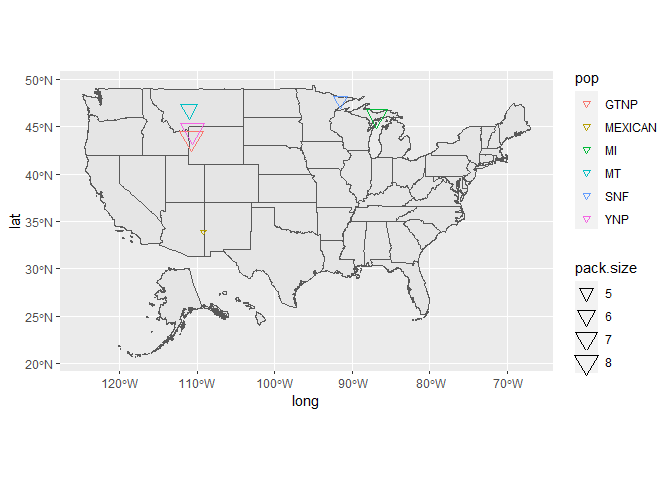 50°N
45°N
40°N
35°N
30°N
25°N
20°N
lat
120°W
110°W
100°W
90°W
80°W
70°W
long
pop
GTNP
MEXICAN
MI
MT
SNF
YNP
pack.size
5
6
7
8